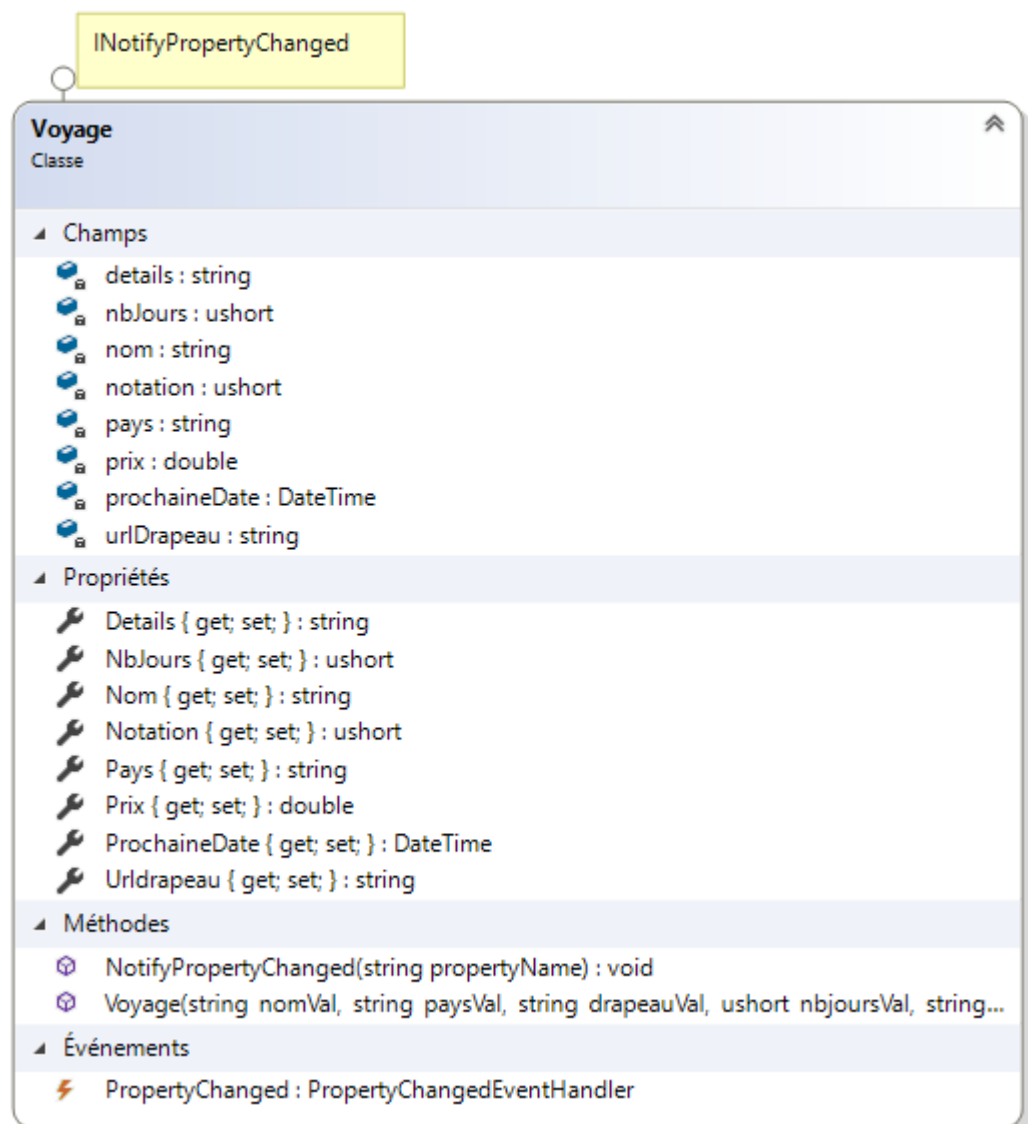 INotifyPropertyChanged
Voyage
Classe
Champs
details : string
nbJours : ushort
nom : string
notation : ushort
pays : string
prix : double
prochaineDate : DateTime
urlDrapeau : string
Propriétés
Details { get; set; } : string
NbJours { get; set; } : ushort
Nom { get; set; } : string
Notation { get; set; } : ushort
Pays { get; set; } : string
Prix { get; set; } : double
ProchaineDate { get; set; } : DateTime
Urldrapeau { get; set; } : string
Méthodes
NotifyPropertyChanged(string propertyName) : void
Voyage(string nomVal, string paysVal, string drapeauVal, ushort nbjoursVal, string...
Événements
PropertyChanged : PropertyChangedEventHandler